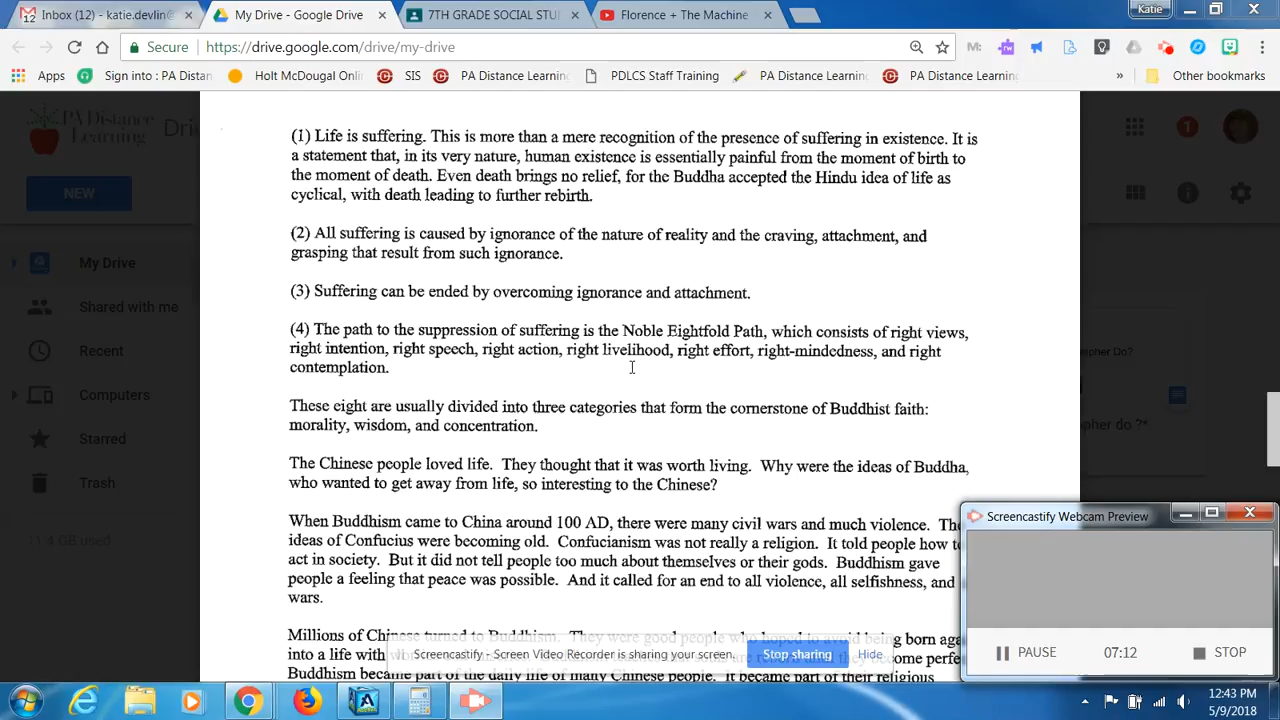 Inbox (12) - katie.devlin@
My Drive - Google Drive
7TH GRADE SOCIAL STU
Florence + The Machine
Katie
Secure
https://drive.google.com/drive/my-drive
M:
Apps
Sign into : PA Distan
Holt McDougal Onli
SIS
PA Distance Learning
PDLCS Staff Training
PA Distance Learnin
PA Distance Learnin
»
Other bookmarks
PA Distance
Learning
Dri
1
NEW
My Drive
Shared with me
Recent
Computers
Starred
Trash
(1) Life is suffering. This is more than a mere recognition of the presence of suffering in existence. It is
a statement that, in its very nature, human existence is essentially painful from the moment of birth to
the moment of death. Even death brings no relief, for the Buddha accepted the Hindu idea of life as
cyclical, with death leading to further rebirth.
(2) All suffering is caused by ignorance of the nature of reality and the craving, attachment, and
grasping that result from such ignorance.
(3) Suffering can be ended by overcoming ignorance and attachment.
(4) The path to the suppression of suffering is the Noble Eightfold Path, which consists of right views,
right intention, right speech, right action, right livelihood, right effort, right-mindedness, and right
contemplation.
These eight are usually divided into three categories that form the cornerstone of Buddhist faith:
morality, wisdom, and concentration.
The Chinese people loved life. They thought that it was worth living. Why were the ideas of Buddha,
who wanted to get away from life, so interesting to the Chinese?
When Buddhism came to China around 100 AD, there were many civil wars and much violence. The
ideas of Confucius were becoming old. Confucianism was not really a religion. It told people how to
act in society. But it did not tell people too much about themselves or their gods. Buddhism gave
people a feeling that peace was possible. And it called for an end to all violence, all selfishness, and
wars.
Millions of Chinese turned to Buddhism. They were good people who hoped to avoid being born aga
into a life with
Buddhism became part of the daily life of many Chinese people. It became part of their religious
pher Do?
pher do ?*
GB used
Screencastify - Screen Video Recorder is sharing your screen.
Stop sharing
Hide
Screencastify Webcam Preview
PAUSE
07:12
STOP
12:43 PM
5/9/2018